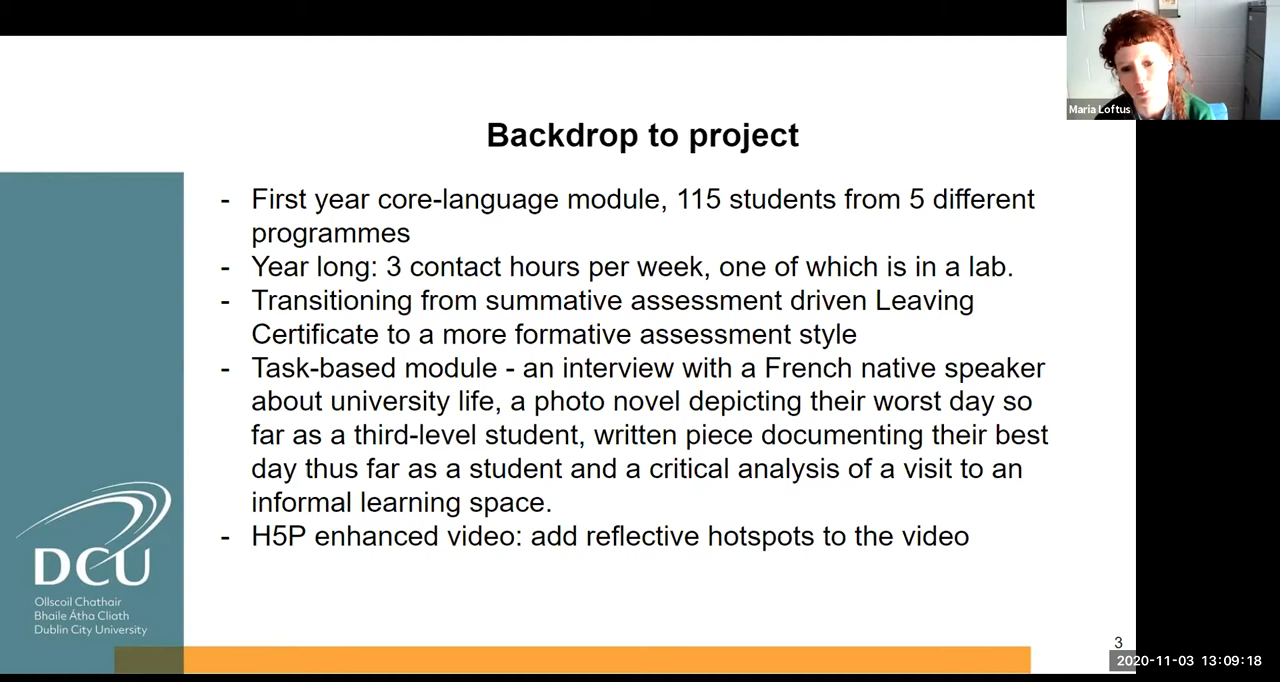 Maria Loftus
Backdrop to project
- First year core-language module, 115 students from 5 different
programmes
- Year long: 3 contact hours per week, one of which is in a lab.
- Transitioning from summative assessment driven Leaving
Certificate to a more formative assessment style
- Task-based module - an interview with a French native speaker
about university life, a photo novel depicting their worst day so
far as a third-level student, written piece documenting their best
day thus far as a student and a critical analysis of a visit to an
informal learning space.
- H5P enhanced video: add reflective hotspots to the video
DCU
Ollscoil Chathair
Bhaile Átha Cliath
Dublin City University
3
2020-11-03 13:09:18